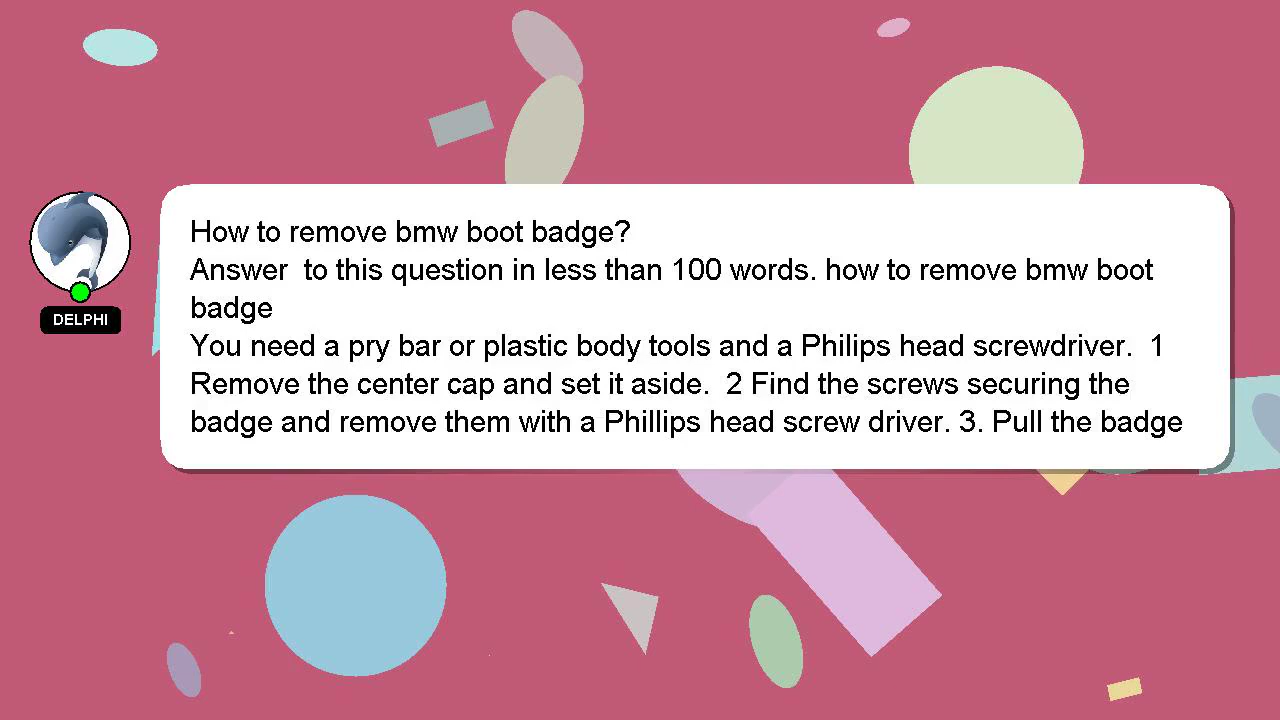 How to remove bmw boot badge?
Answer  to this question in less than 100 words. how to remove bmw boot
badge
You need a pry bar or plastic body tools and a Philips head screwdriver.  1
Remove the center cap and set it aside.  2 Find the screws securing the
badge and remove them with a Phillips head screw driver. 3. Pull the badge
DELPHI